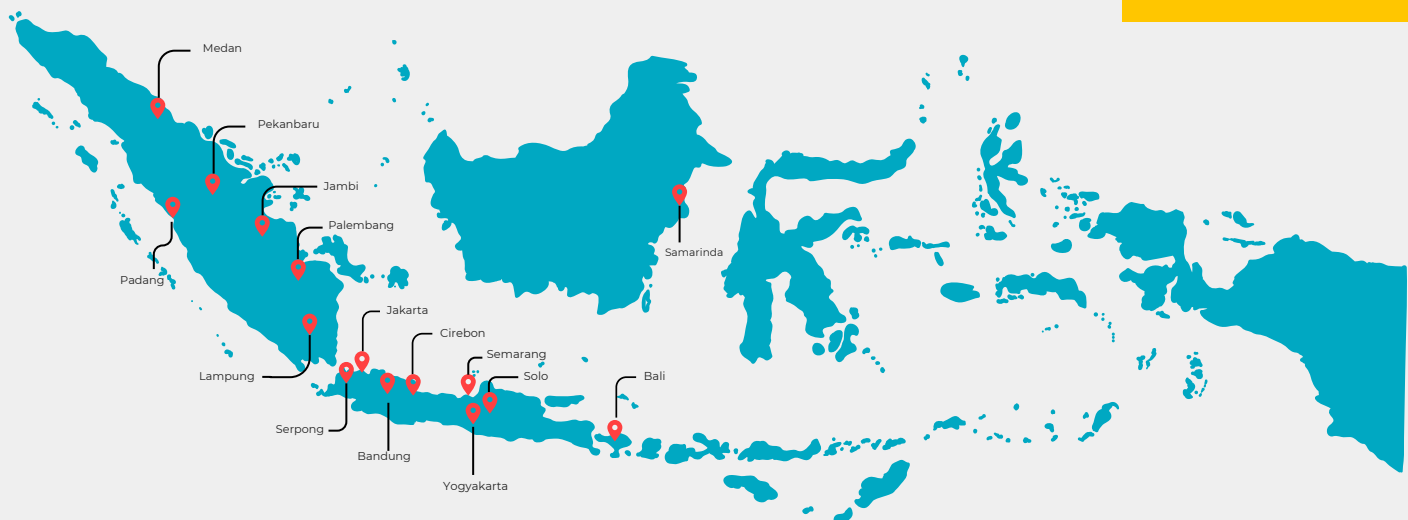 Medan
Pekanbaru
Jambi
Palembang
Samarinda
Padang
Jakarta
Cirebon
Semarang
Lampung
Solo
Bali
Serpong
Bandung
Yogyakarta